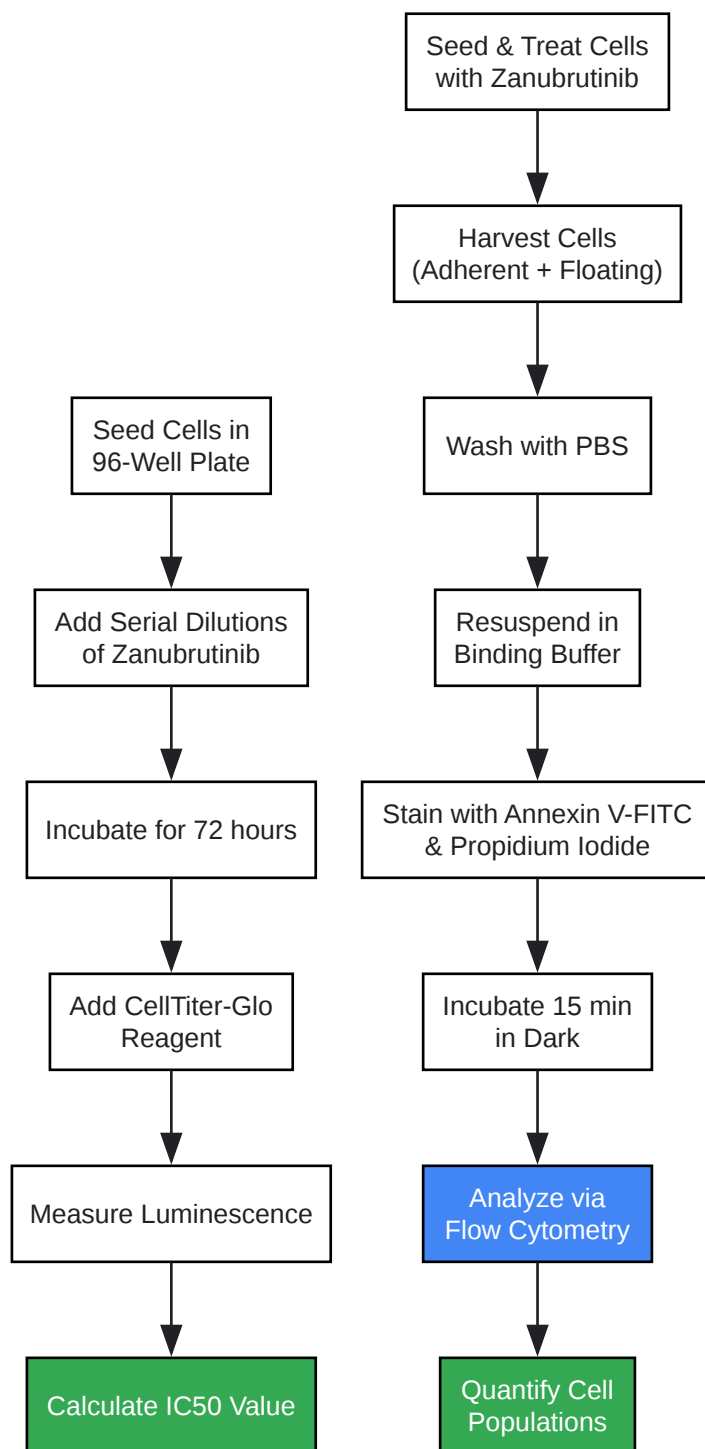 Seed & Treat Cells
with Zanubrutinib
Harvest Cells
(Adherent + Floating)
Seed Cells in
96-Well Plate
Wash with PBS
Add Serial Dilutions
of Zanubrutinib
Resuspend in
Binding Buffer
Incubate for 72 hours
Stain with Annexin V-FITC
& Propidium Iodide
Add CellTiter-Glo
Reagent
Incubate 15 min
in Dark
Measure Luminescence
Analyze via
Flow Cytometry
Calculate IC50 Value
Quantify Cell
Populations